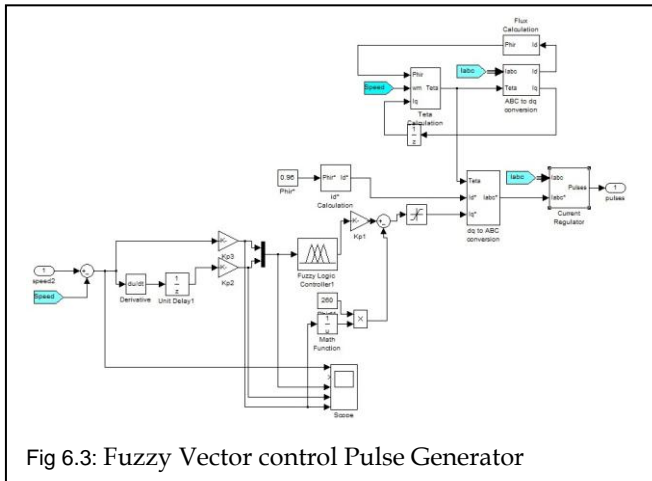 Flux
Calculation
Phir Id
Iabc
Iabc Id
Phir
Speed
wm Teta
Teta Iq
Iq
ABC to dq
conversion
Teta
Calculation
1
z
0.96
Phir*
Phir* Id*
Id*
Calculation
Teta
Id* Iabc*
Iq*
dq to ABC
conversion
Iabc
Iabc
Pulses
Iabc*
Current
Regulator
1
pulses
K-
Kp1
K-
Kp3
K-
Kp2
1
speed2
Speed
du/dt
Derivative
1
z
Unit Delay1
Fuzzy Logic
Controller1
260
1
u
Math
Function
×
Scope
Fig 6.3: Fuzzy Vector control Pulse Generator